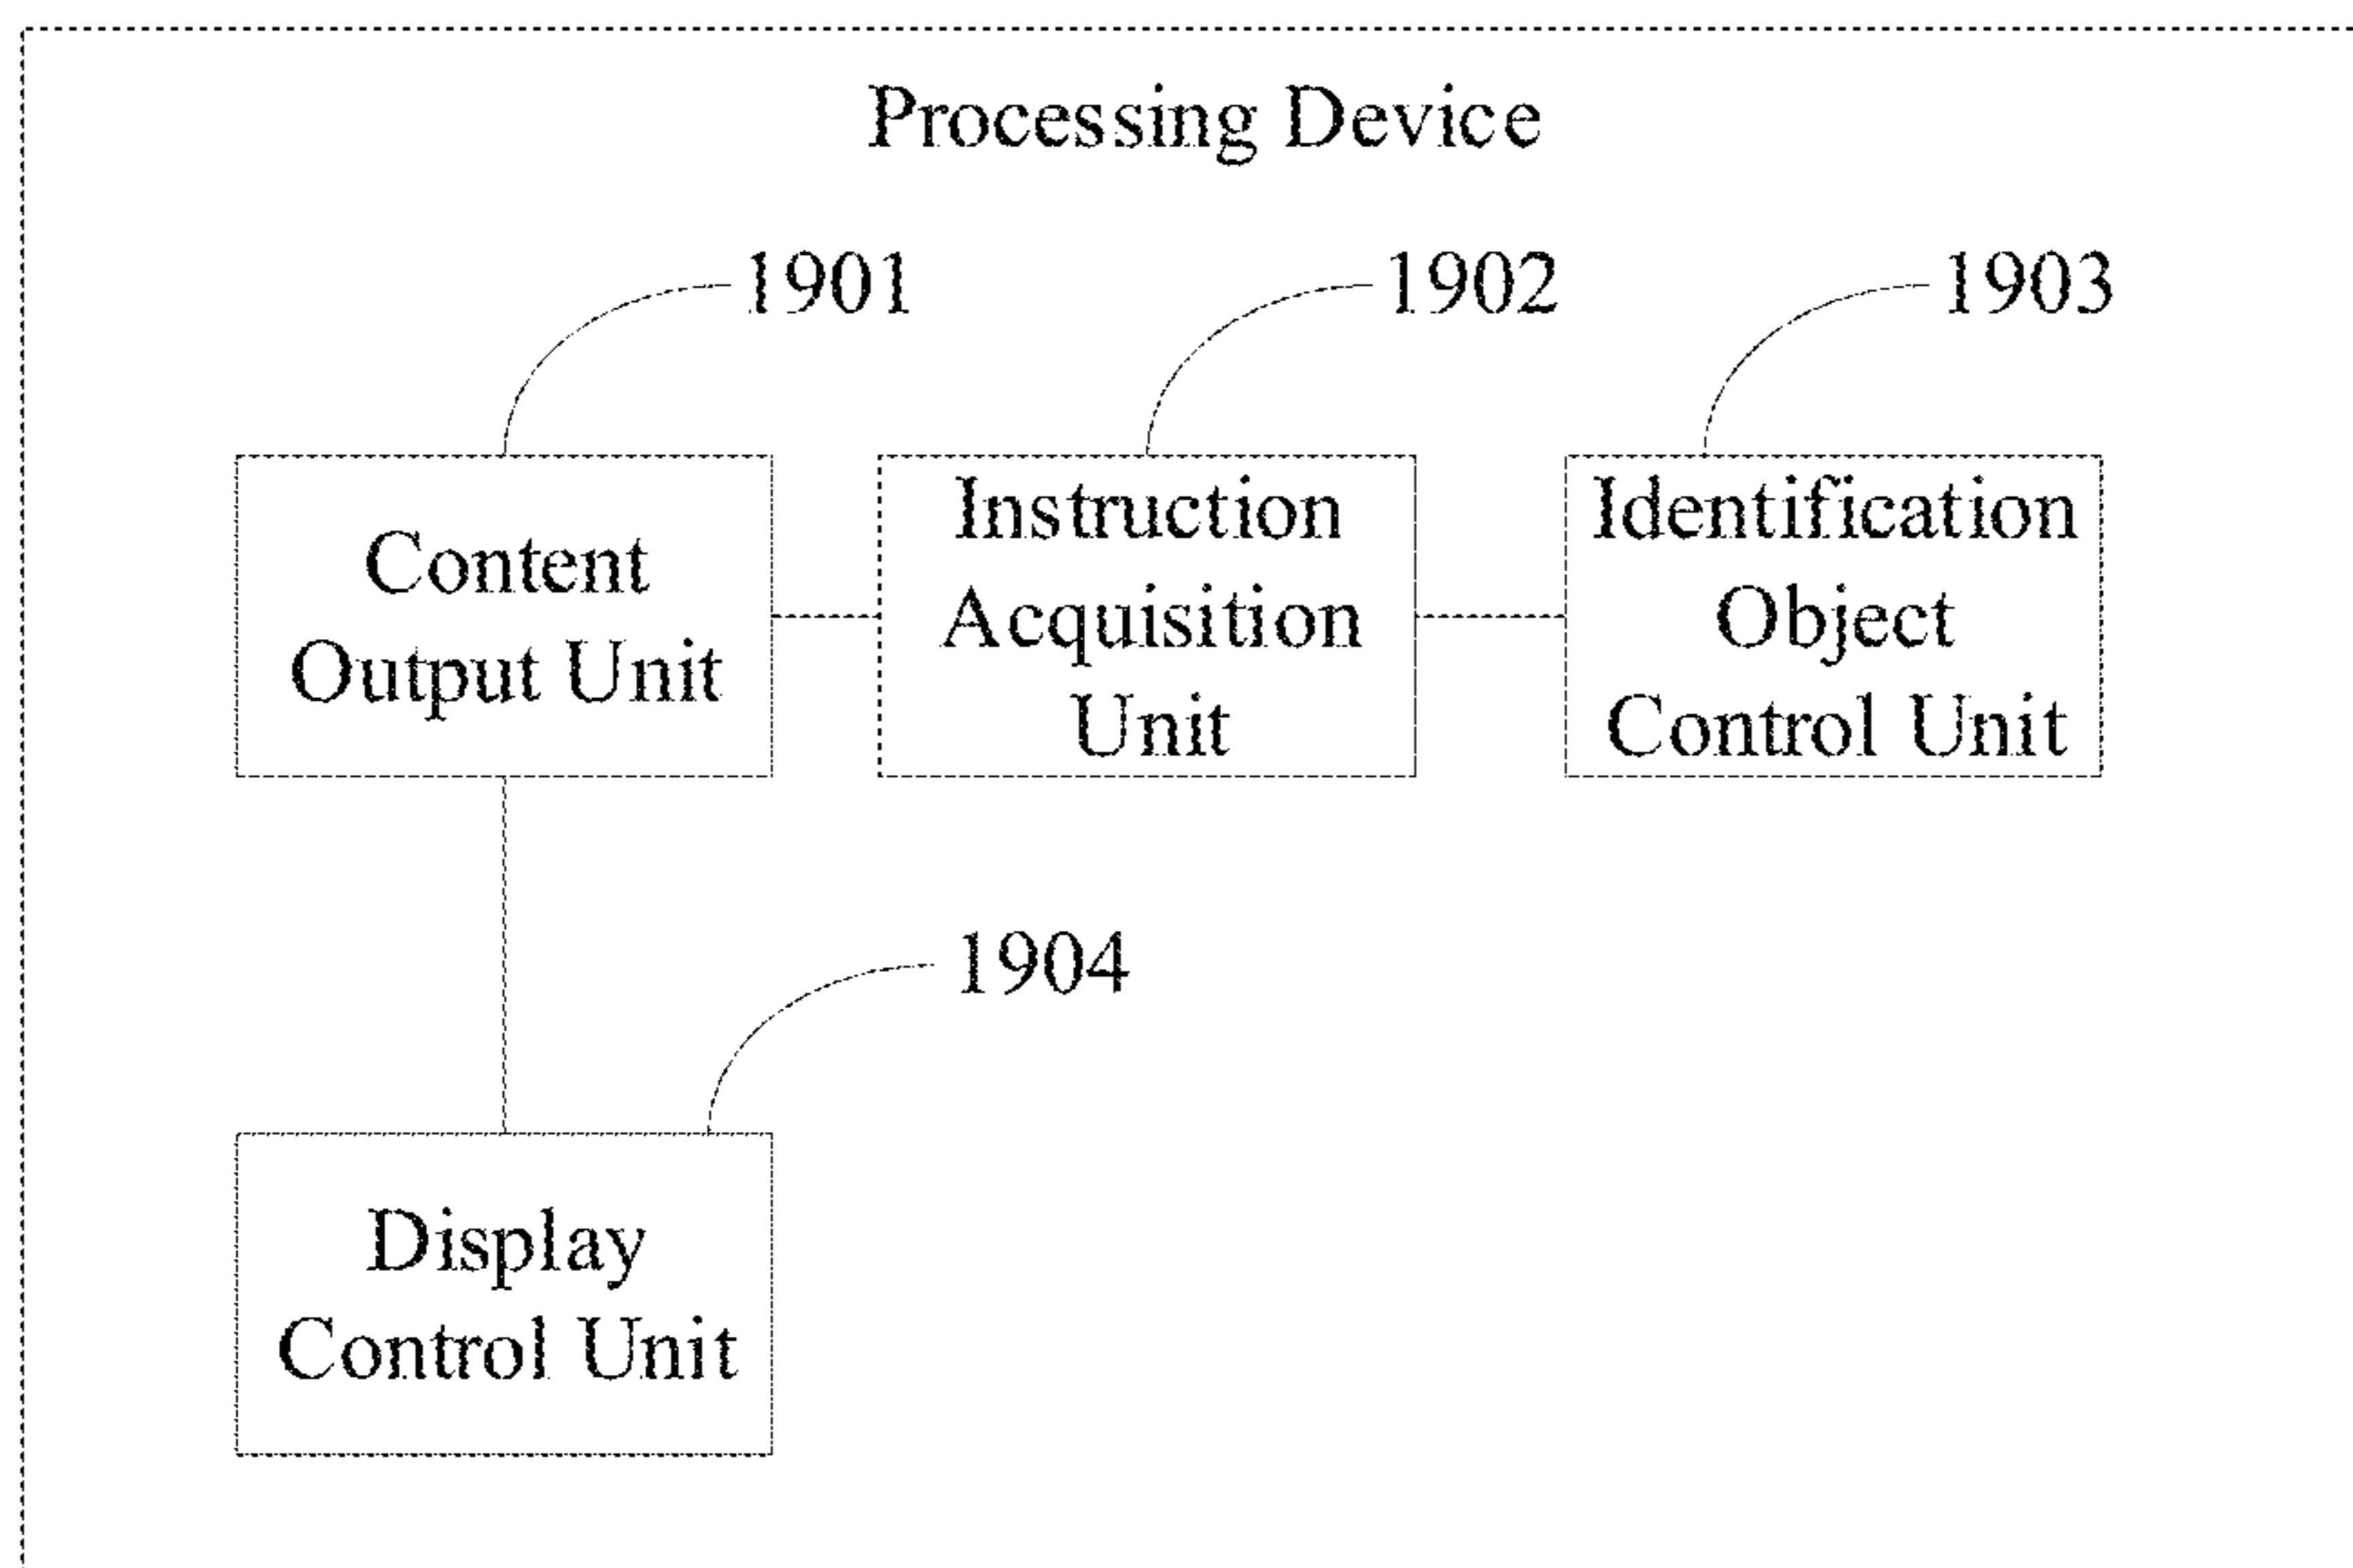 Processing Device
1901
1902
1903
Content
Output Unit
Instruction
Acquisition
Unit
Identification
Object
Control Unit
1904
Display
Control Unit